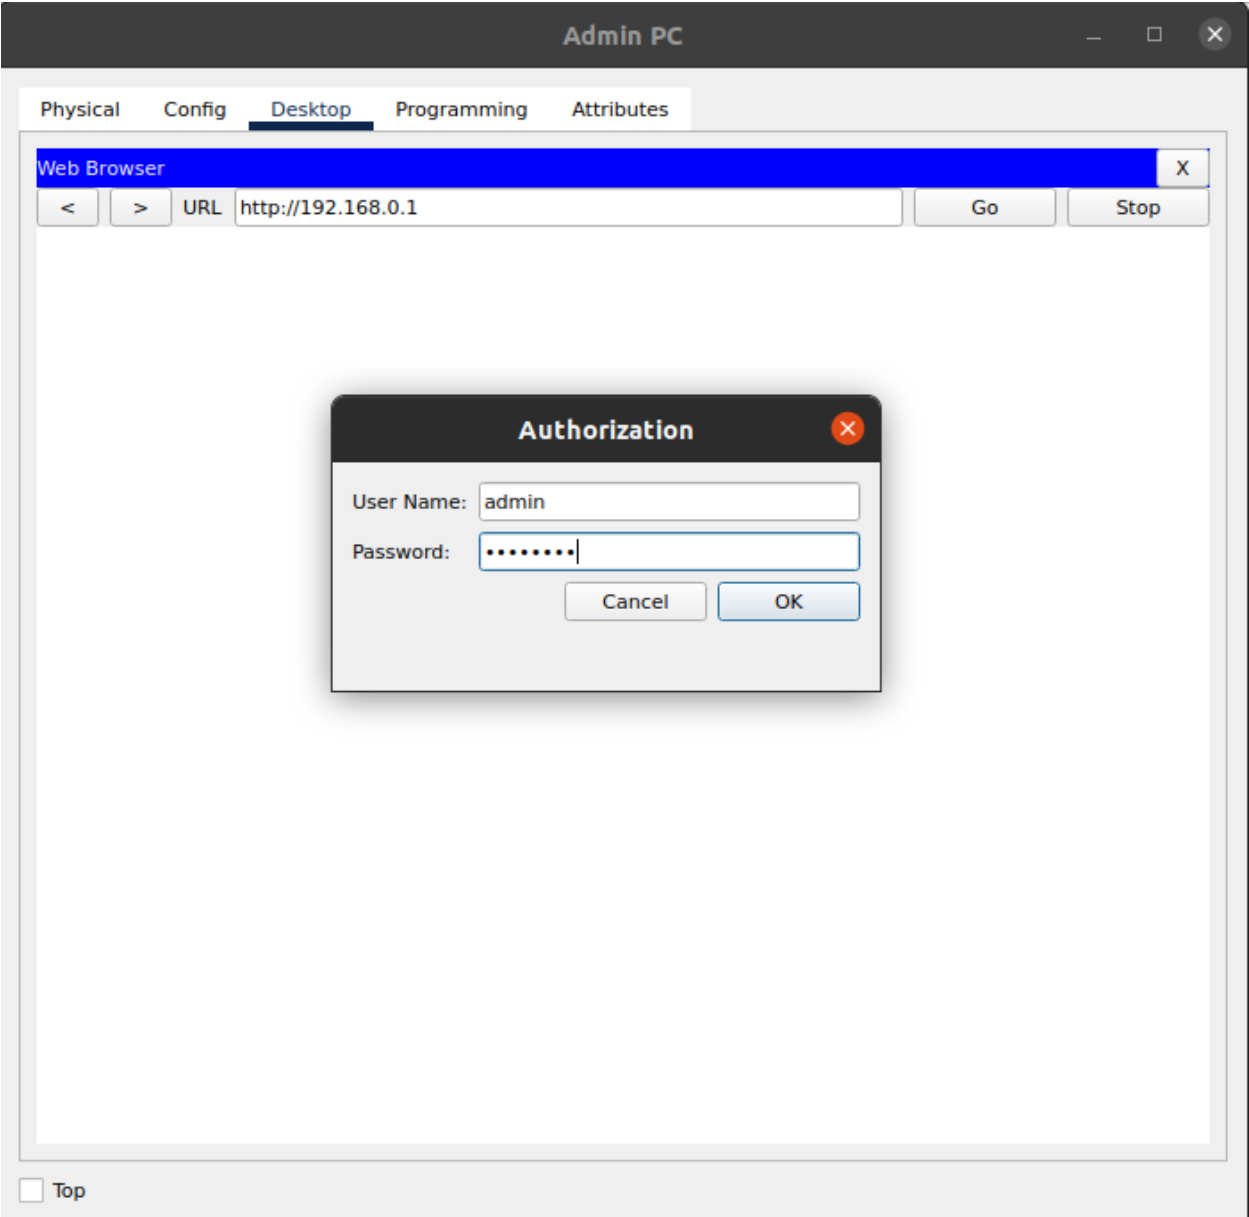 Admin PC
Physical Config Desktop Programming Attributes
Web Browser X
< > URL http://192.168.0.1 Go Stop
Authorization
User Name: admin
Password: ••••••••
Cancel OK
Top